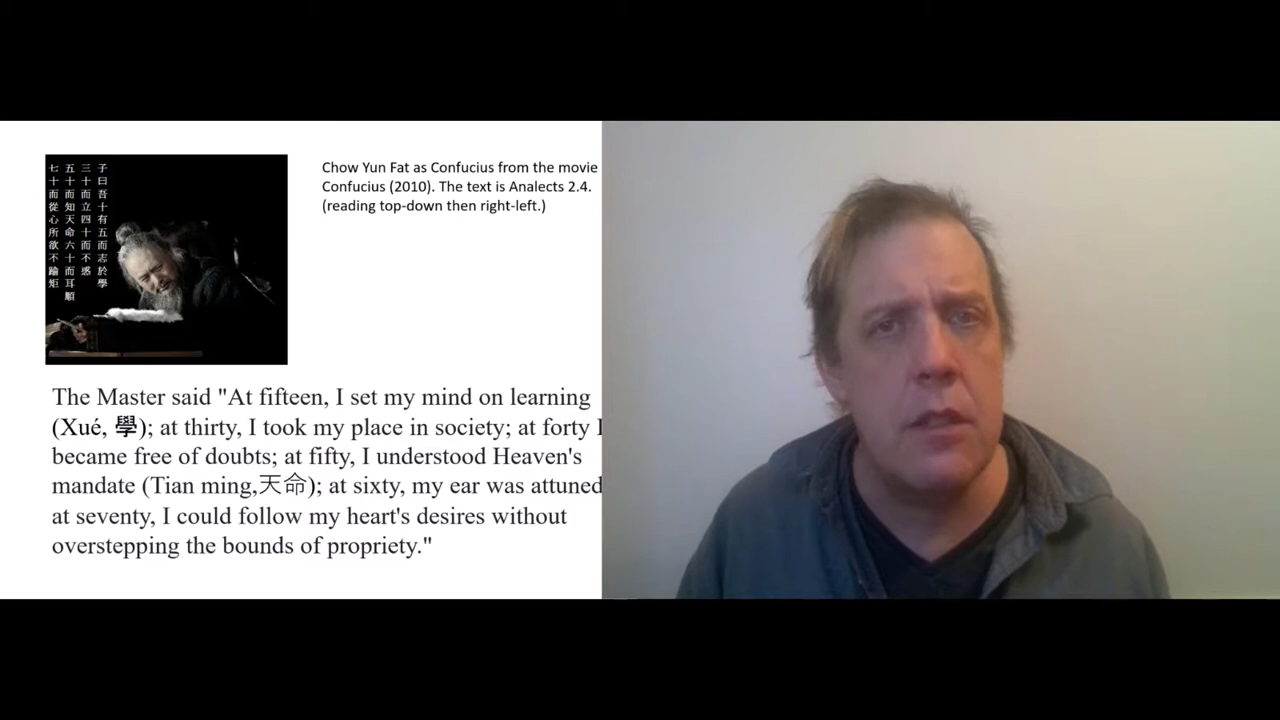 子曰吾十有五而志於學
三十而立四十而不惑
五十而知天命六十而耳順
七十而從心所欲不踰矩
Chow Yun Fat as Confucius from the movie
Confucius (2010). The text is Analects 2.4.
(reading top-down then right-left.)
The Master said "At fifteen, I set my mind on learning
(Xué, 學); at thirty, I took my place in society; at forty I
became free of doubts; at fifty, I understood Heaven's
mandate (Tian ming,天命); at sixty, my ear was attuned
at seventy, I could follow my heart's desires without
overstepping the bounds of propriety."